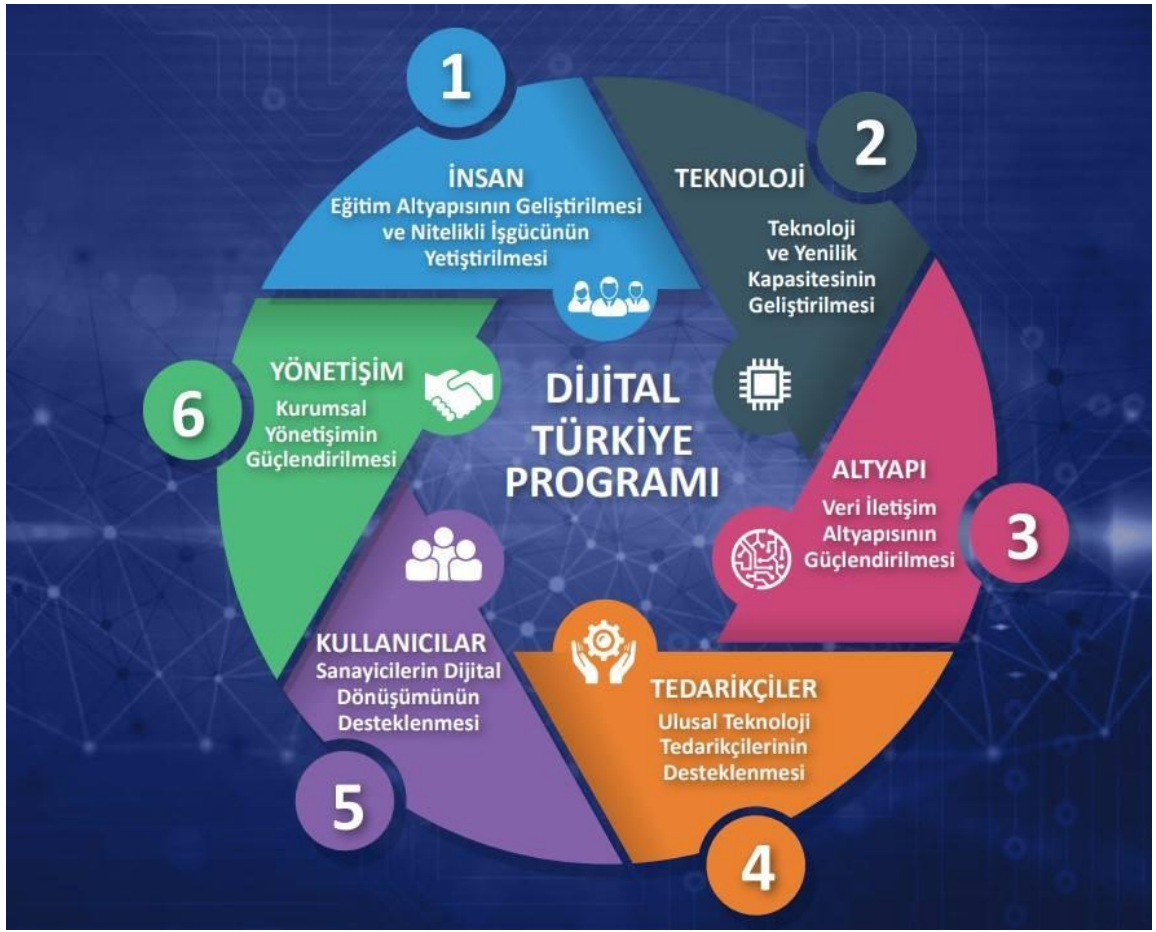 1
İNSAN
Eğitim Altyapısının Geliştirilmesi
ve Nitelikli İşgücünün
Yetiştirilmesi
2
TEKNOLOJİ
Teknoloji
ve Yenilik
Kapasitesinin
Geliştirilmesi
3
ALTYAPI
Veri İletişim
Altyapısının
Güçlendirilmesi
4
TEDARİKÇİLER
Ulusal Teknoloji
Tedarikçilerinin
Desteklenmesi
5
KULLANICILAR
Sanayicilerin Dijital
Dönüşümünün
Desteklenmesi
6
YÖNETİŞİM
Kurumsal
Yönetişimin
Güçlendirilmesi
DİJİTAL
TÜRKİYE
PROGRAMI